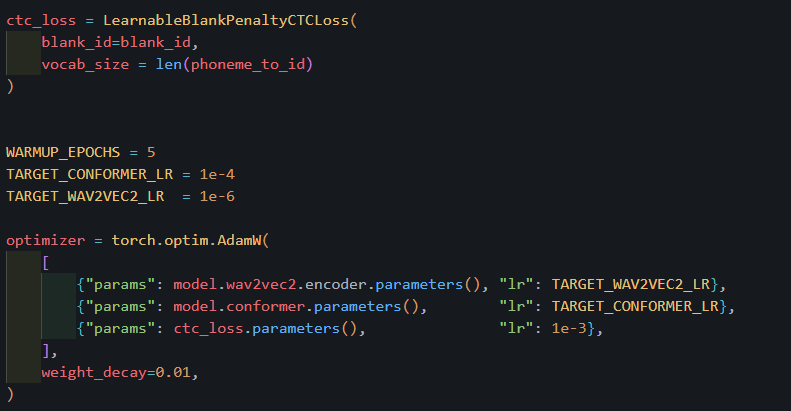 ctc_loss = LearnableBlankPenaltyCTCLoss(
    blank_id=blank_id,
    vocab_size = len(phoneme_to_id)
)
WARMUP_EPOCHS = 5
TARGET_CONFORMER_LR = 1e-4
TARGET_WAV2VEC2_LR  = 1e-6
optimizer = torch.optim.AdamW(
    [
        {"params": model.wav2vec2.encoder.parameters(), "lr": TARGET_WAV2VEC2_LR},
        {"params": model.conformer.parameters(),        "lr": TARGET_CONFORMER_LR},
        {"params": ctc_loss.parameters(),               "lr": 1e-3},
    ],
    weight_decay=0.01,
)